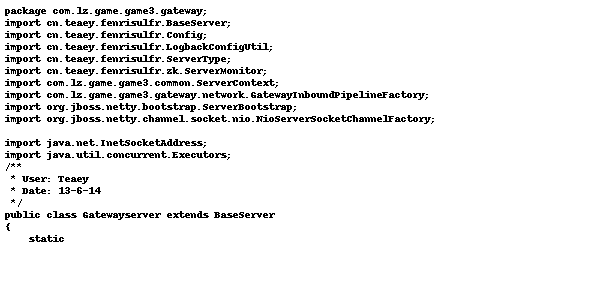 package com.lz.game.game3.gateway;
import cn.teaey.fenrisulfr.BaseServer;
import cn.teaey.fenrisulfr.Config;
import cn.teaey.fenrisulfr.LogbackConfigUtil;
import cn.teaey.fenrisulfr.ServerType;
import cn.teaey.fenrisulfr.zk.ServerMonitor;
import com.lz.game.game3.common.ServerContext;
import com.lz.game.game3.gateway.network.GatewayInboundPipelineFactory;
import org.jboss.netty.bootstrap.ServerBootstrap;
import org.jboss.netty.channel.socket.nio.NioServerSocketChannelFactory;

import java.net.InetSocketAddress;
import java.util.concurrent.Executors;
/**
 * User: Teaey
 * Date: 13-6-14
 */
public class Gatewayserver extends BaseServer
{
    static